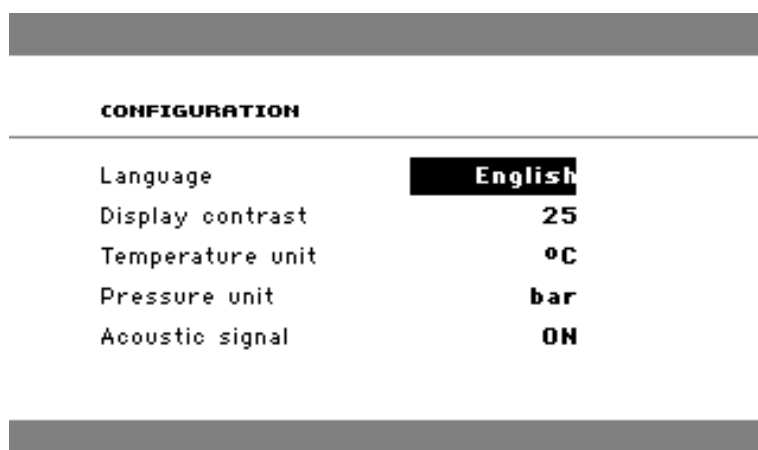 CONFIGURATION
Language English
Display contrast 25
Temperature unit ºC
Pressure unit bar
Acoustic signal ON